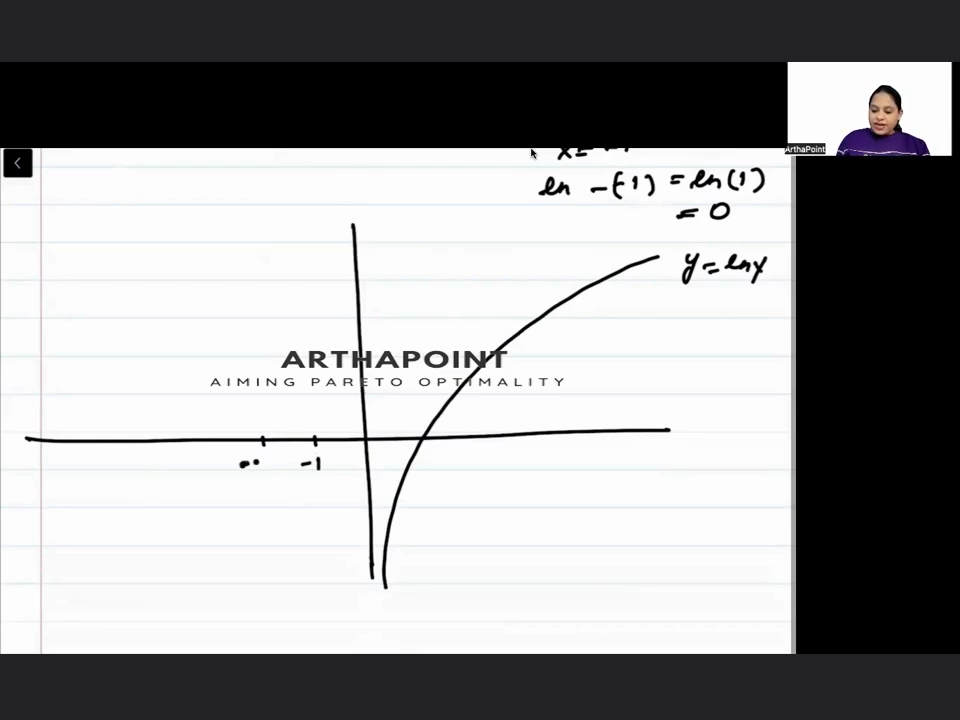 ln -(-1) = ln(1)
= 0
y = ln x
ARTHAPOINT
AIMING PARETO OPTIMALITY
-1
ArthaPoint